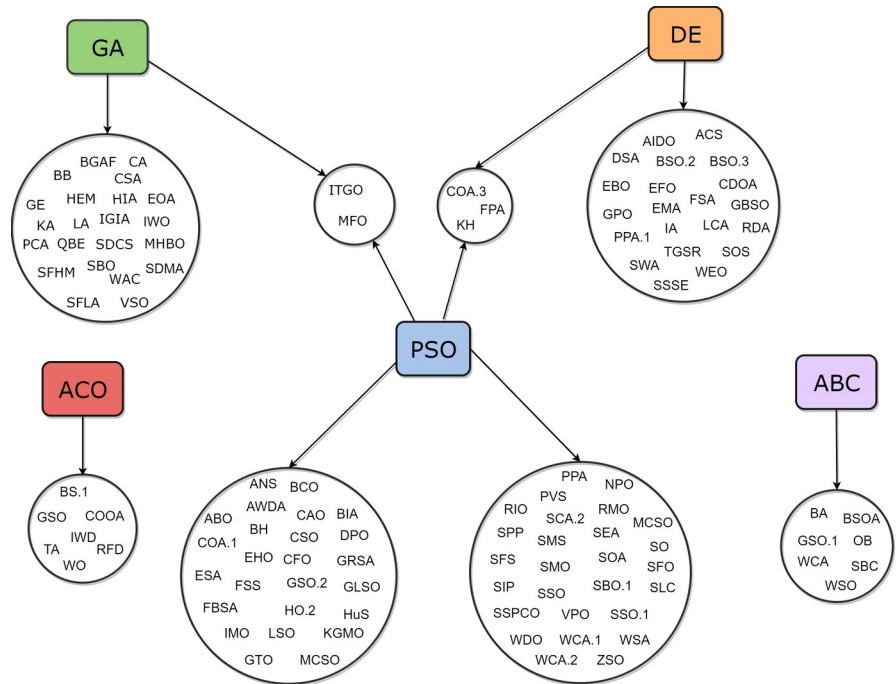 GA
DE
BGAF CA
BB CSA
GE HEM HIA EOA
KA LA IGIA IWO
PCA QBE SDCS MHBO
SFHM SBO WAC SDMA
SFLA VSO
ITGO
MFO
COA.3
FPA
KH
AIDO ACS
DSA BSO.2 BSO.3
EBO EFO CDOA
GPO EMA FSA GBSO
PPA.1 IA LCA RDA
TGSR SOS
SWA WEO
SSSE
PSO
ACO
ABC
BS.1
GSO COOA
IWD
TA RFD
WO
ANS BCO
ABO AWDA CAO BIA
COA.1 BH CSO DPO
EHO CFO GRSA
ESA FSS GSO.2 GLSO
FBSA HO.2 HuS
IMO LSO KGMO
GTO MCSO
PPA NPO
PVS
RIO SCA.2 RMO MCSO
SPP SMS SEA SO
SFS SMO SOA SFO
SIP SSO SBO.1 SLC
SSPCO VPO SSO.1
WDO WCA.1 WSA
WCA.2 ZSO
BA BSOA
GSO.1 OB
WCA SBC
WSO